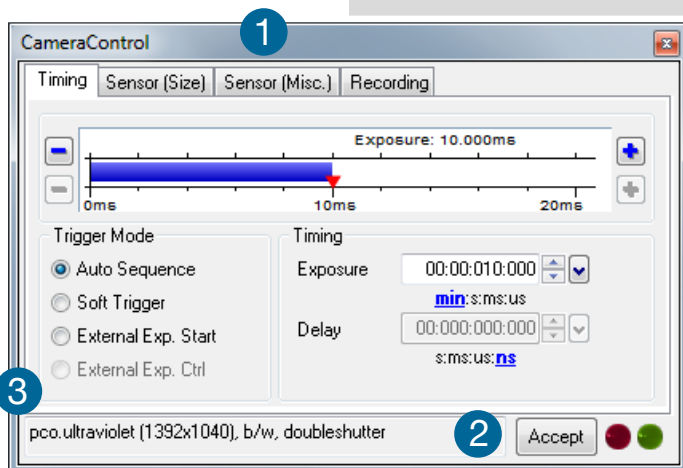 1
CameraControl
Timing Sensor (Size) Sensor (Misc.) Recording
Exposure: 10.000ms
0ms 10ms 20ms
Trigger Mode
Auto Sequence
Soft Trigger
External Exp. Start
External Exp. Ctrl
Timing
Exposure 00:00:010:000
min:s:ms:us
Delay 00:000:000:000
s:ms:us:ns
3
pco.ultraviolet (1392x1040), b/w, doubleshutter
2
Accept